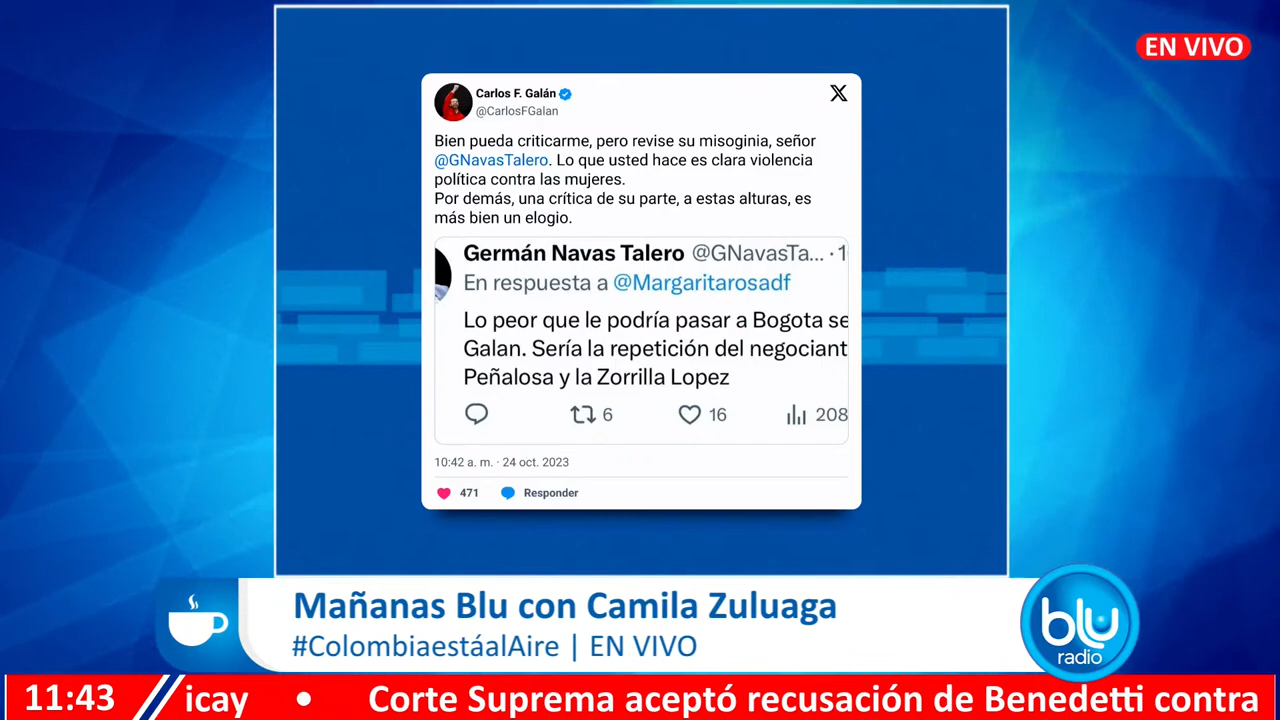 EN VIVO
Carlos F. Galán
@CarlosFGalan
Bien pueda criticarme, pero revise su misoginia, señor
@GNavasTalero. Lo que usted hace es clara violencia
política contra las mujeres.
Por demás, una crítica de su parte, a estas alturas, es
más bien un elogio.
Germán Navas Talero @GNavasTa... · 1
En respuesta a @Margaritarosadf
Lo peor que le podría pasar a Bogota se
Galan. Sería la repetición del negociant
Peñalosa y la Zorrilla Lopez
6 16 208
10:42 a. m. · 24 oct. 2023
471 Responder
Mañanas Blu con Camila Zuluaga
#ColombiaestáalAire | EN VIVO
blu
radio
11:43 icay • Corte Suprema aceptó recusación de Benedetti contra